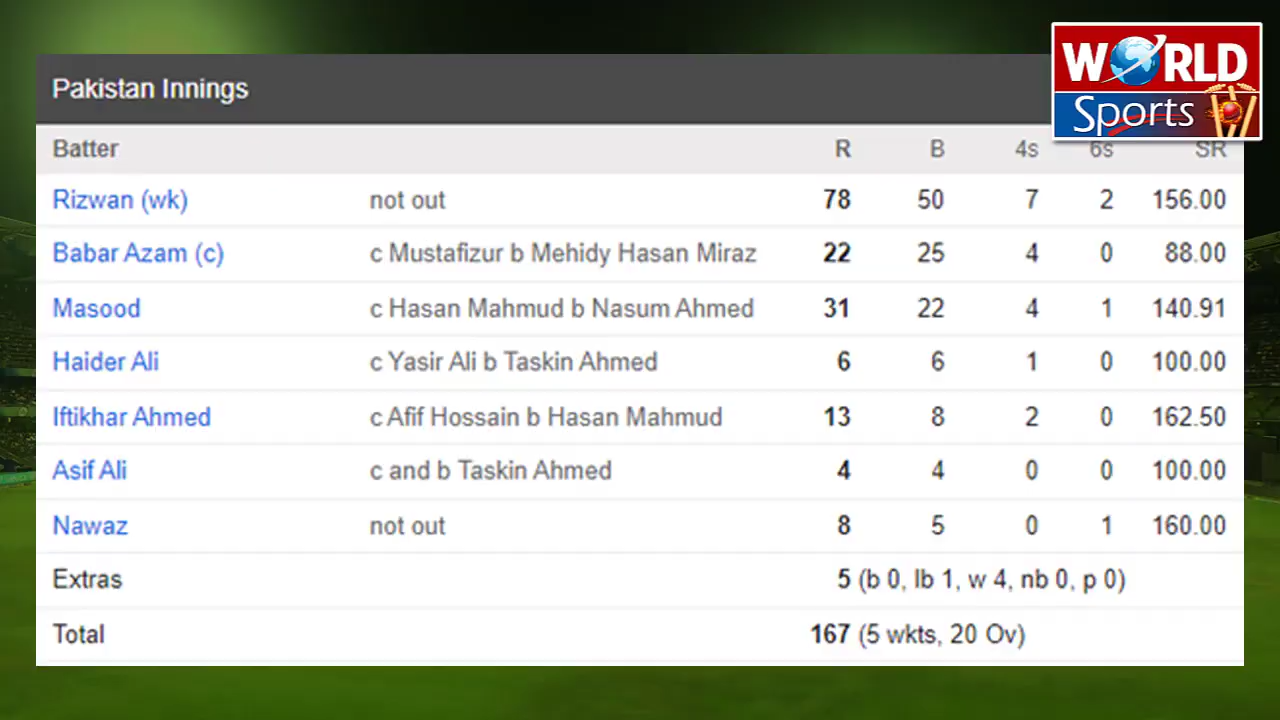 WORLD
Sports
Pakistan Innings
Batter R B 4s 6s SR
Rizwan (wk) not out 78 50 7 2 156.00
Babar Azam (c) c Mustafizur b Mehidy Hasan Miraz 22 25 4 0 88.00
Masood c Hasan Mahmud b Nasum Ahmed 31 22 4 1 140.91
Haider Ali c Yasir Ali b Taskin Ahmed 6 6 1 0 100.00
Iftikhar Ahmed c Afif Hossain b Hasan Mahmud 13 8 2 0 162.50
Asif Ali c and b Taskin Ahmed 4 4 0 0 100.00
Nawaz not out 8 5 0 1 160.00
Extras 5 (b 0, lb 1, w 4, nb 0, p 0)
Total 167 (5 wkts, 20 Ov)